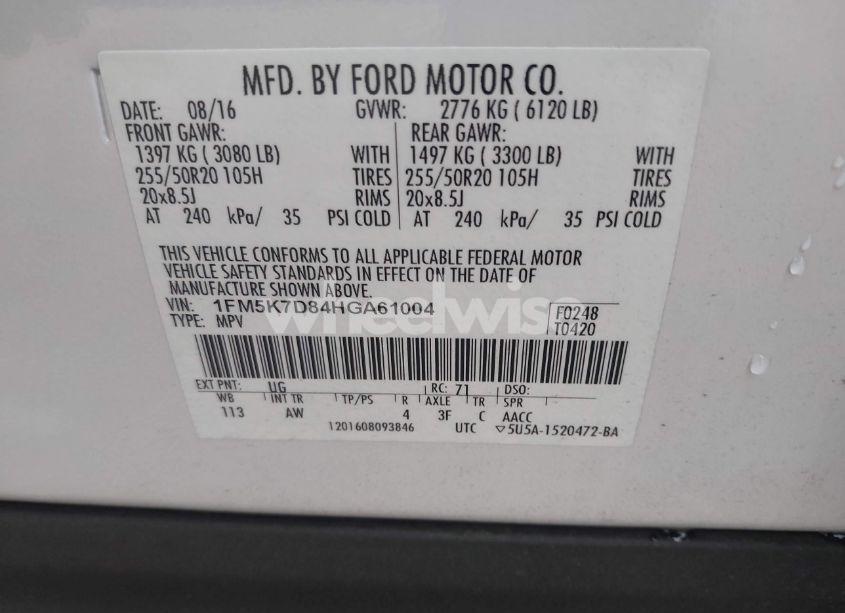 MFD. BY FORD MOTOR CO.
DATE: 08/16 GVWR: 2776 KG ( 6120 LB)
FRONT GAWR: REAR GAWR:
1397 KG ( 3080 LB) WITH 1497 KG ( 3300 LB) WITH
255/50R20 105H TIRES 255/50R20 105H TIRES
20x8.5J RIMS 20x8.5J RIMS
AT 240 kPa/ 35 PSI COLD AT 240 kPa/ 35 PSI COLD
THIS VEHICLE CONFORMS TO ALL APPLICABLE FEDERAL MOTOR
VEHICLE SAFETY STANDARDS IN EFFECT ON THE DATE OF
MANUFACTURE SHOWN ABOVE.
VIN: 1FM5K7D84HGA61004 F0248
TYPE: MPV T0420
wheelwise
EXT PNT: UG RC: 71 DSO:
WB INT TR TP/PS R AXLE TR SPR
113 AW 4 3F C AACC
1201608093846 UTC ▽5U5A-1520472-BA